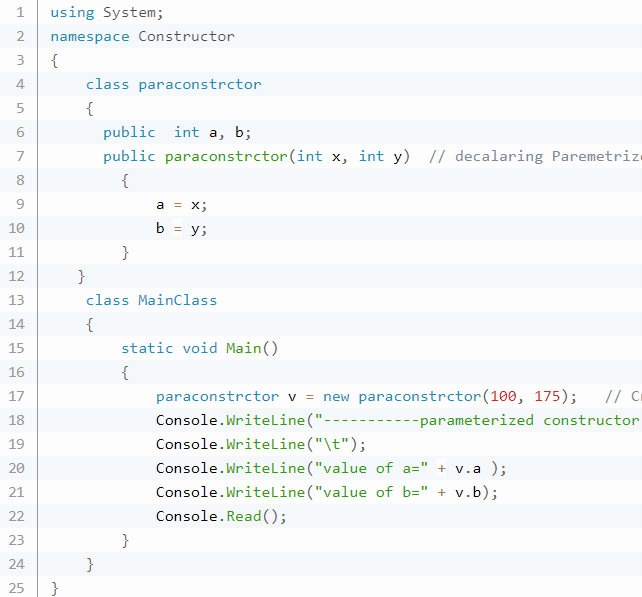 1 using System;
2 namespace Constructor
3 {
4 class paraconstrctor
5 {
6 public  int a, b;
7 public paraconstrctor(int x, int y)  // decalaring Paremetriz
8 {
9 a = x;
10 b = y;
11 }
12 }
13 class MainClass
14 {
15 static void Main()
16 {
17 paraconstrctor v = new paraconstrctor(100, 175);   // C
18 Console.WriteLine("-----------parameterized constructor
19 Console.WriteLine("\t");
20 Console.WriteLine("value of a=" + v.a );
21 Console.WriteLine("value of b=" + v.b);
22 Console.Read();
23 }
24 }
25 }